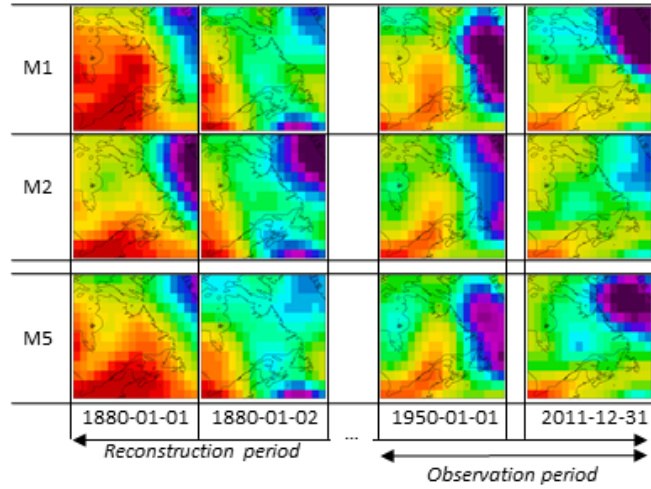 M1
M2
M5
1880-01-01 1880-01-02 ... 1950-01-01 2011-12-31
Reconstruction period
Observation period